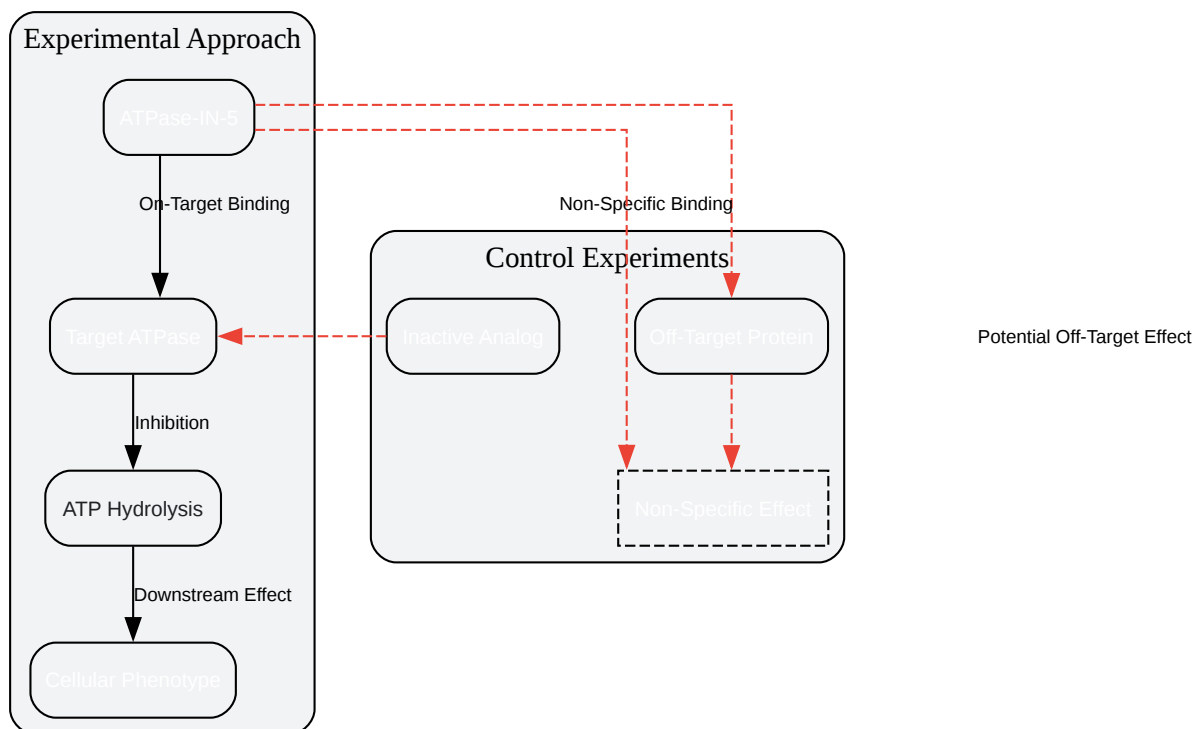 Experimental Approach
ATPase-IN-5
On-Target Binding
Non-Specific Binding
Control Experiments
Target ATPase
Inactive Analog
Off-Target Protein
Potential Off-Target Effect
Inhibition
ATP Hydrolysis
Non-Specific Effect
Downstream Effect
Cellular Phenotype